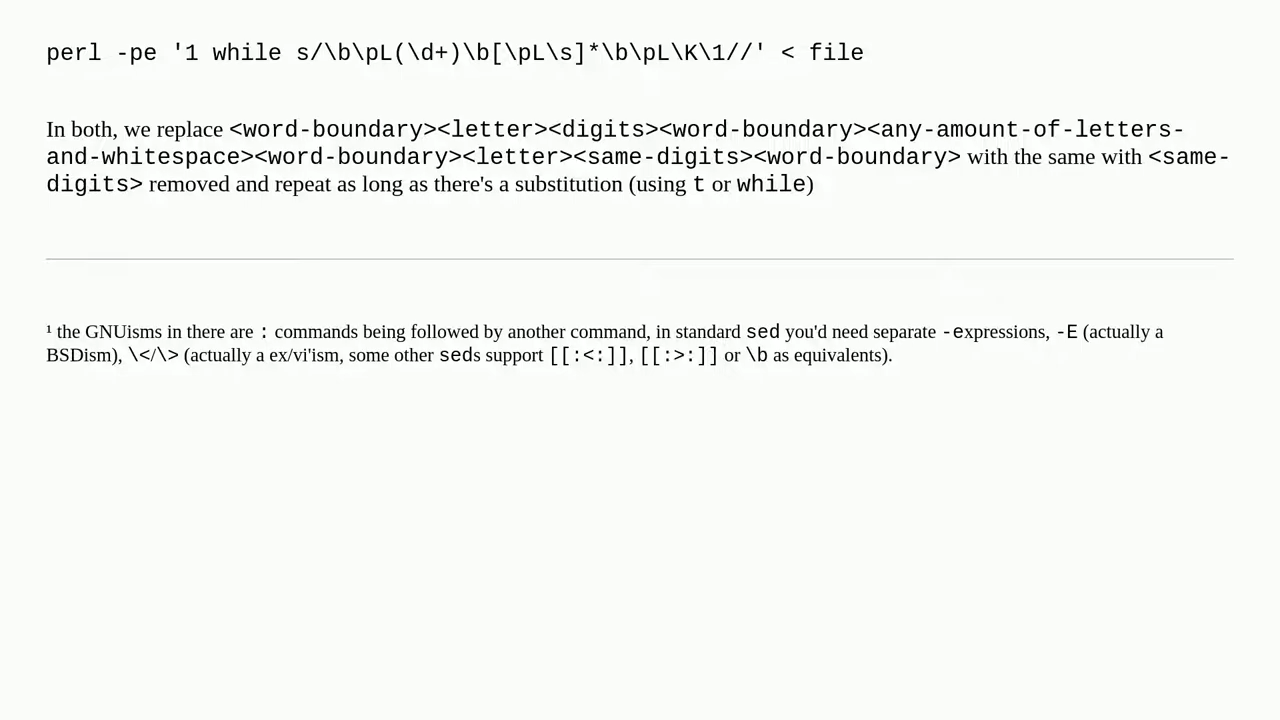 perl -pe '1 while s/\b\pL(\d+)\b[\pL\s]*\b\pL\K\1//' < file
In both, we replace <word-boundary><letter><digits><word-boundary><any-amount-of-letters-
and-whitespace><word-boundary><letter><same-digits><word-boundary> with the same with <same-
digits> removed and repeat as long as there's a substitution (using t or while)
¹ the GNUisms in there are : commands being followed by another command, in standard sed you'd need separate -expressions, -E (actually a
BSDism), \</\> (actually a ex/vi'ism, some other seds support [[:<:]], [[:>:]] or \b as equivalents).